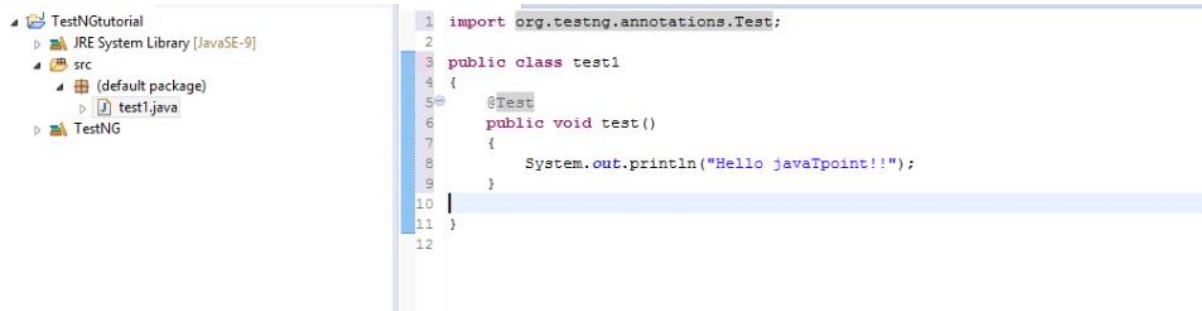 TestNGtutorial
JRE System Library [JavaSE-9]
src
(default package)
test1.java
TestNG
1 import org.testng.annotations.Test;
2
3 public class test1
4 {
5 @Test
6 public void test()
7 {
8 System.out.println("Hello javaTpoint!!");
9 }
10
11 }
12